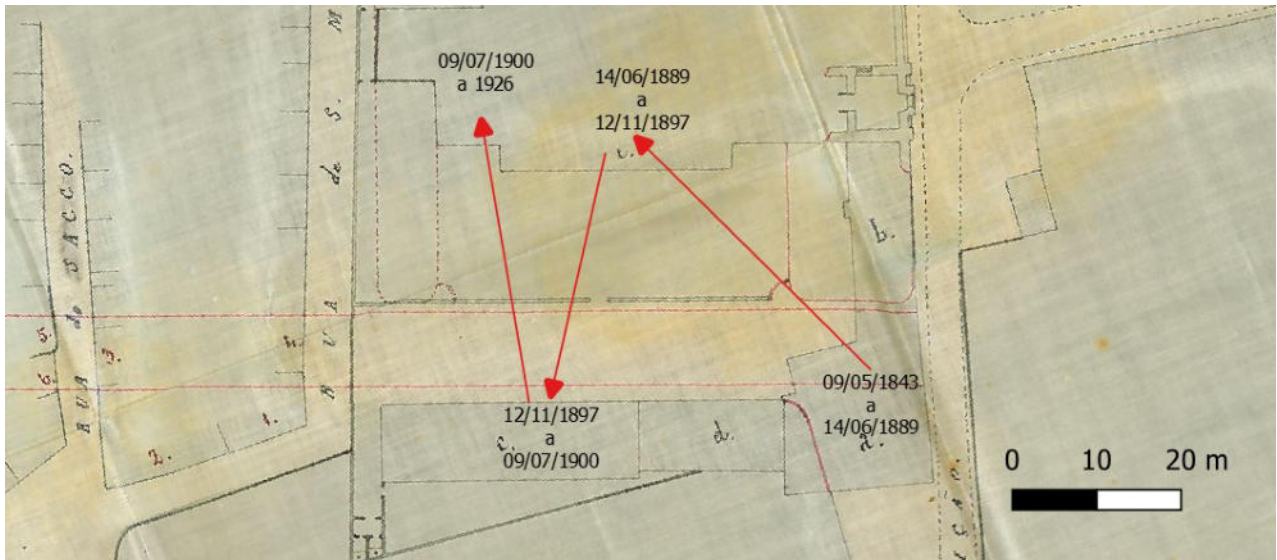 09/07/1900
a 1926
14/06/1889
a
12/11/1897
RUA do SACCO.
RUA de S. M
b.
09/05/1843
a
14/06/1889
12/11/1897
a
09/07/1900
c.
d.
a.
5.
6.
3.
1.
2.
0 10 20 m